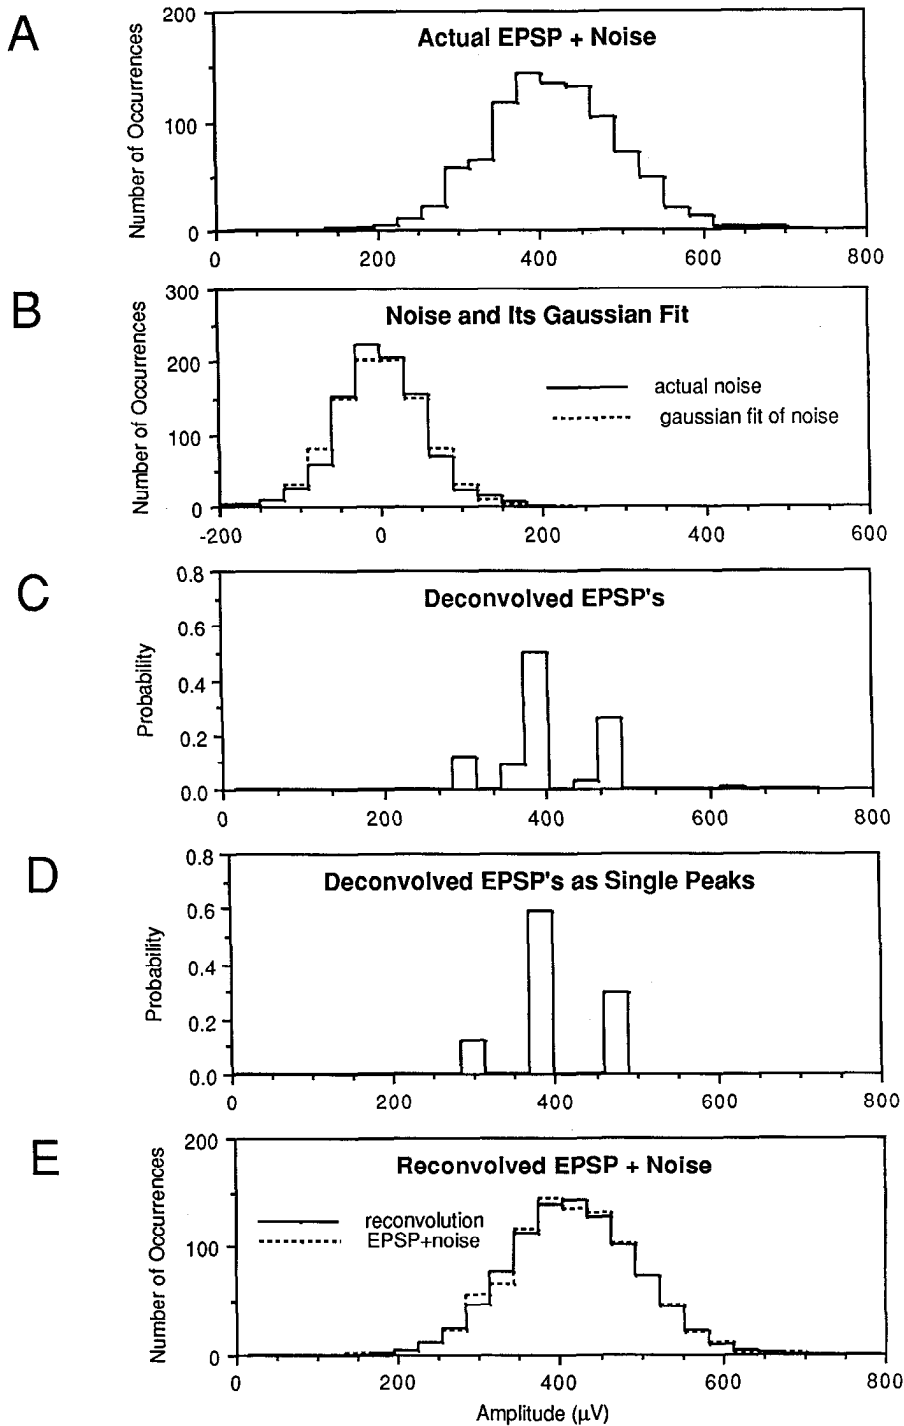 A
Actual EPSP + Noise
Number of Occurrences
200
100
0
0 200 400 600 800
B
Noise and Its Gaussian Fit
Number of Occurrences
300
200
100
0
actual noise
gaussian fit of noise
-200 0 200 400 600
C
Deconvolved EPSP's
Probability
0.8
0.6
0.4
0.2
0.0
0 200 400 600 800
D
Deconvolved EPSP's as Single Peaks
Probability
0.8
0.6
0.4
0.2
0.0
0 200 400 600 800
E
Reconvolved EPSP + Noise
Number of Occurrences
200
100
0
reconvolution
EPSP+noise
0 200 400 600 800
Amplitude (μV)